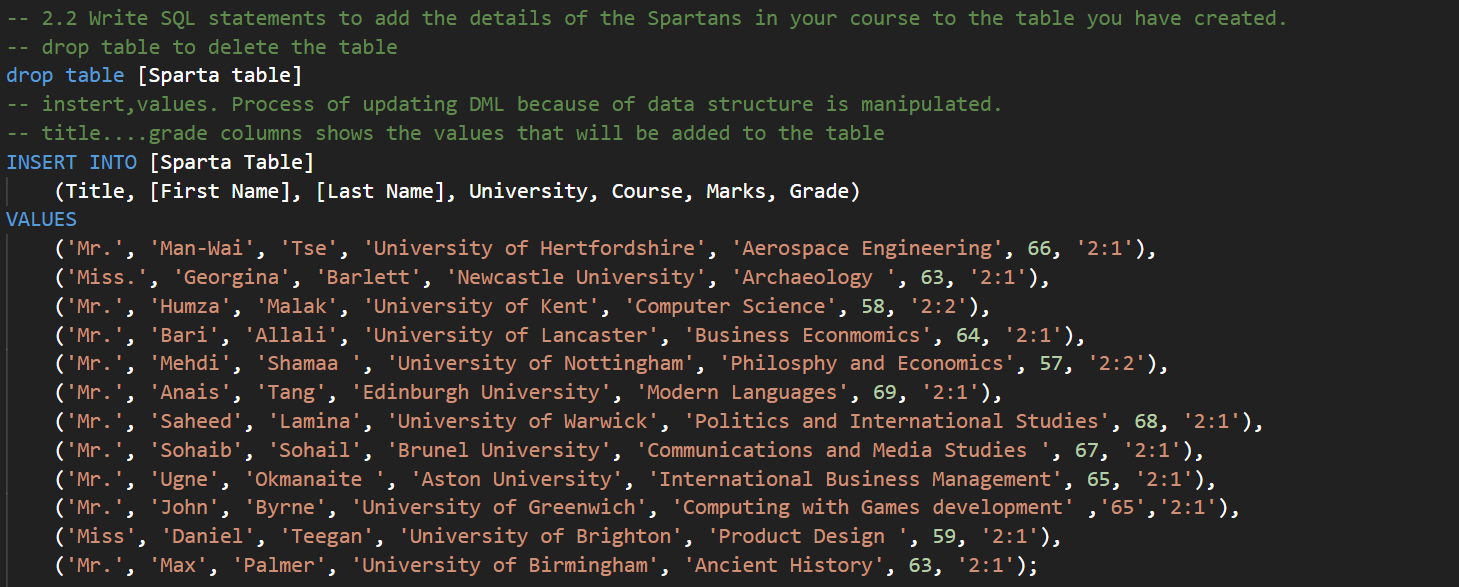 -- 2.2 Write SQL statements to add the details of the Spartans in your course to the table you have created.
-- drop table to delete the table
drop table [Sparta table]
-- instert,values. Process of updating DML because of data structure is manipulated.
-- title....grade columns shows the values that will be added to the table
INSERT INTO [Sparta Table]
(Title, [First Name], [Last Name], University, Course, Marks, Grade)
VALUES
('Mr.', 'Man-Wai', 'Tse', 'University of Hertfordshire', 'Aerospace Engineering', 66, '2:1'),
('Miss.', 'Georgina', 'Barlett', 'Newcastle University', 'Archaeology ', 63, '2:1'),
('Mr.', 'Humza', 'Malak', 'University of Kent', 'Computer Science', 58, '2:2'),
('Mr.', 'Bari', 'Allali', 'University of Lancaster', 'Business Econmomics', 64, '2:1'),
('Mr.', 'Mehdi', 'Shamaa ', 'University of Nottingham', 'Philosphy and Economics', 57, '2:2'),
('Mr.', 'Anais', 'Tang', 'Edinburgh University', 'Modern Languages', 69, '2:1'),
('Mr.', 'Saheed', 'Lamina', 'University of Warwick', 'Politics and International Studies', 68, '2:1'),
('Mr.', 'Sohaib', 'Sohail', 'Brunel University', 'Communications and Media Studies ', 67, '2:1'),
('Mr.', 'Ugne', 'Okmanaite ', 'Aston University', 'International Business Management', 65, '2:1'),
('Mr.', 'John', 'Byrne', 'University of Greenwich', 'Computing with Games development' ,'65','2:1'),
('Miss', 'Daniel', 'Teegan', 'University of Brighton', 'Product Design ', 59, '2:1'),
('Mr.', 'Max', 'Palmer', 'University of Birmingham', 'Ancient History', 63, '2:1');